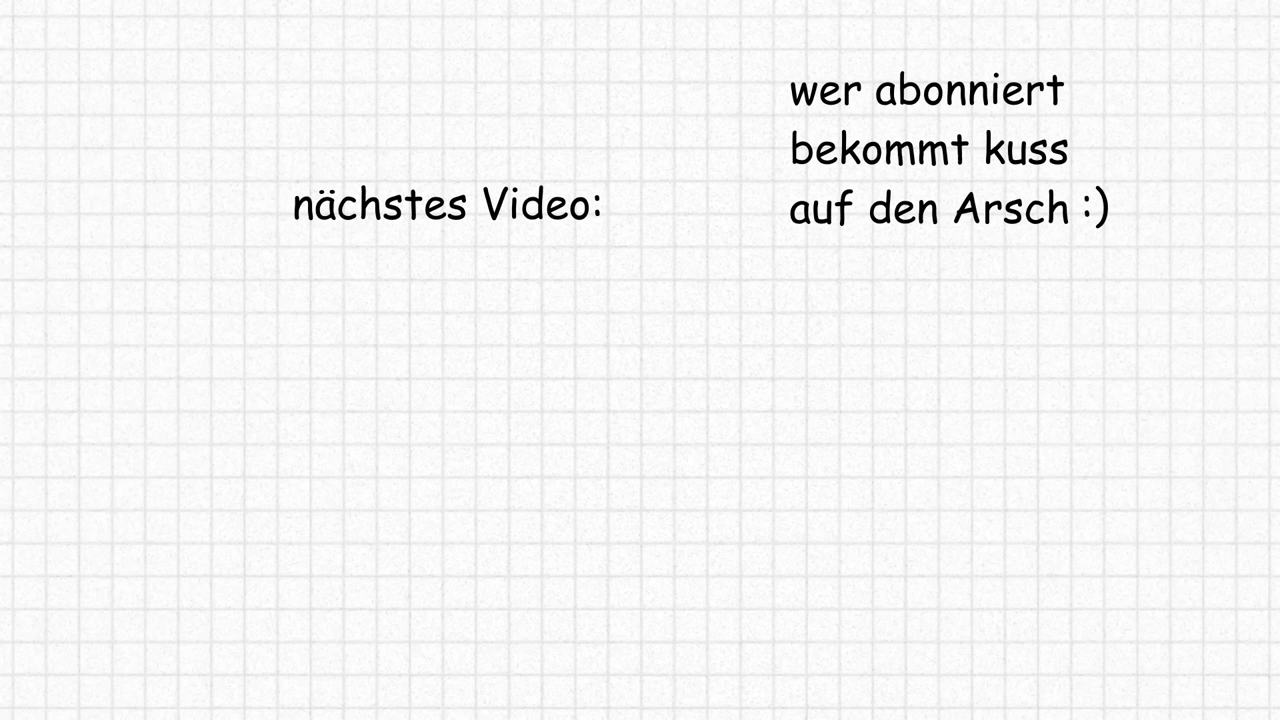 nächstes Video:
wer abonniert
bekommt kuss
auf den Arsch :)